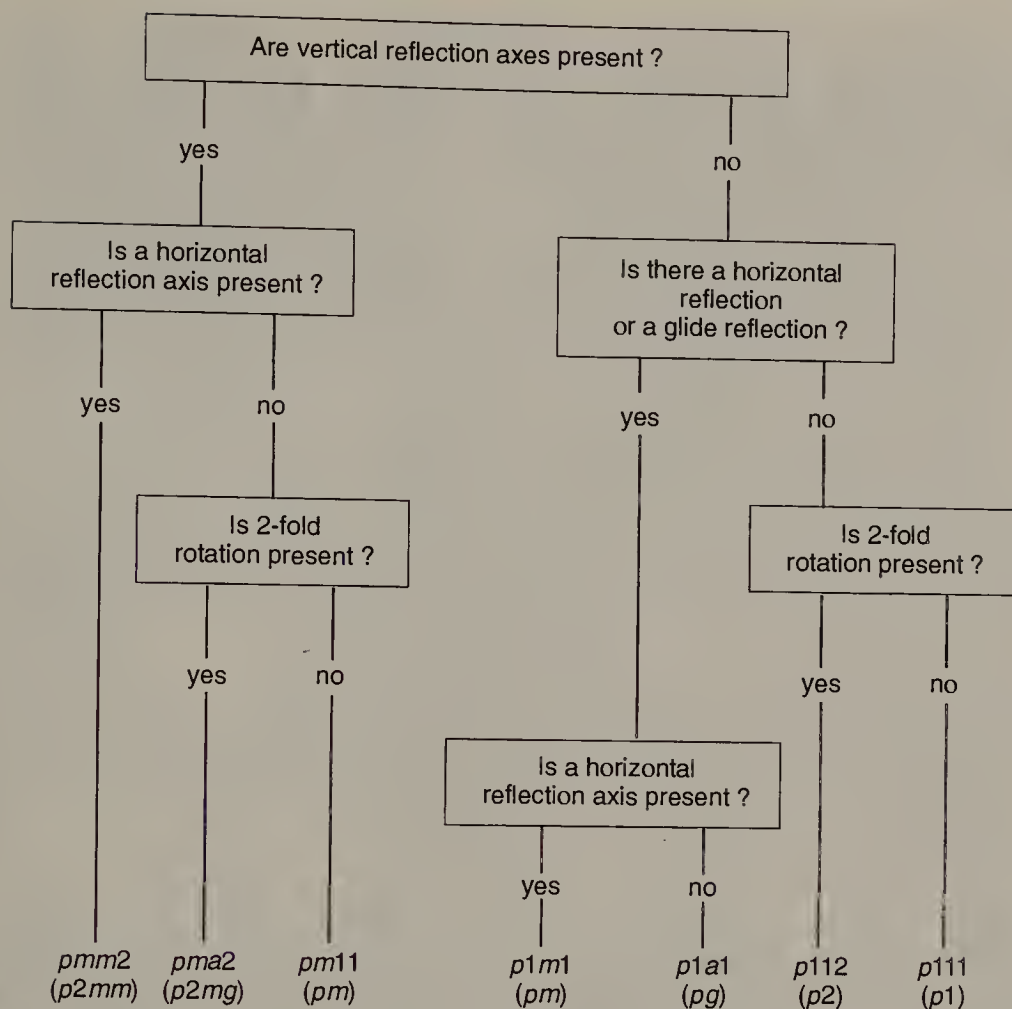 Are vertical reflection axes present ?
yes
no
Is a horizontal
reflection axis present ?
Is there a horizontal
reflection
or a glide reflection ?
yes
no
yes
no
Is 2-fold
rotation present ?
Is 2-fold
rotation present ?
yes
no
yes
no
Is a horizontal
reflection axis present ?
yes
no
pmm2
(p2mm)
pma2
(p2mg)
pm11
(pm)
p1m1
(pm)
p1a1
(pg)
p112
(p2)
p111
(p1)